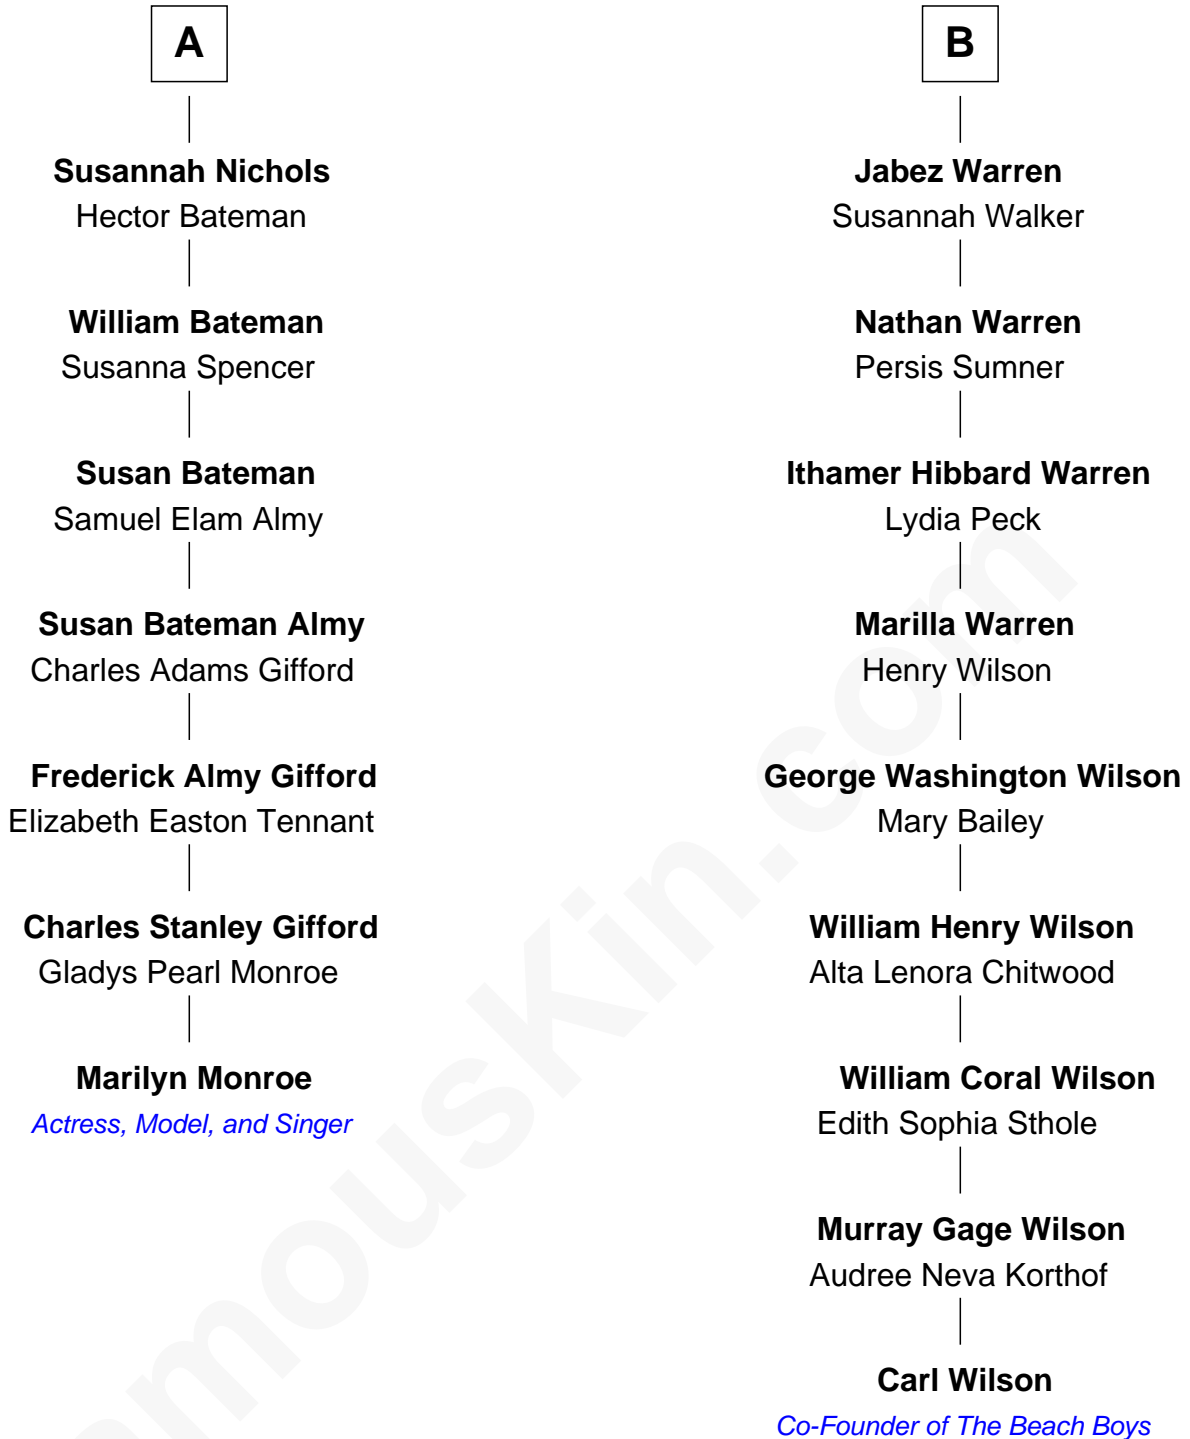 A
Susannah Nichols
Hector Bateman
William Bateman
Susanna Spencer
Susan Bateman
Samuel Elam Almy
Susan Bateman Almy
Charles Adams Gifford
Frederick Almy Gifford
Elizabeth Easton Tennant
Charles Stanley Gifford
Gladys Pearl Monroe
Marilyn Monroe
Actress, Model, and Singer
B
Jabez Warren
Susannah Walker
Nathan Warren
Persis Sumner
Ithamer Hibbard Warren
Lydia Peck
Marilla Warren
Henry Wilson
George Washington Wilson
Mary Bailey
William Henry Wilson
Alta Lenora Chitwood
William Coral Wilson
Edith Sophia Sthole
Murray Gage Wilson
Audree Neva Korthof
Carl Wilson
Co-Founder of The Beach Boys
amouskin.com